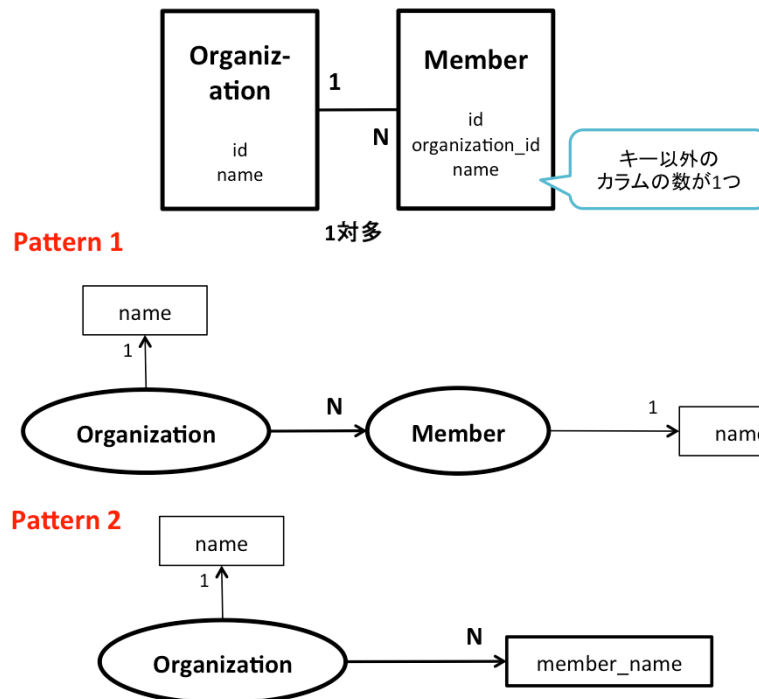 Organiz-
ation
id
name
1
N
Member
id
organization_id
name
キー以外の
カラムの数が1つ
1対多
Pattern 1
name
1
Organization
N
Member
1
name
Pattern 2
name
1
Organization
N
member_name